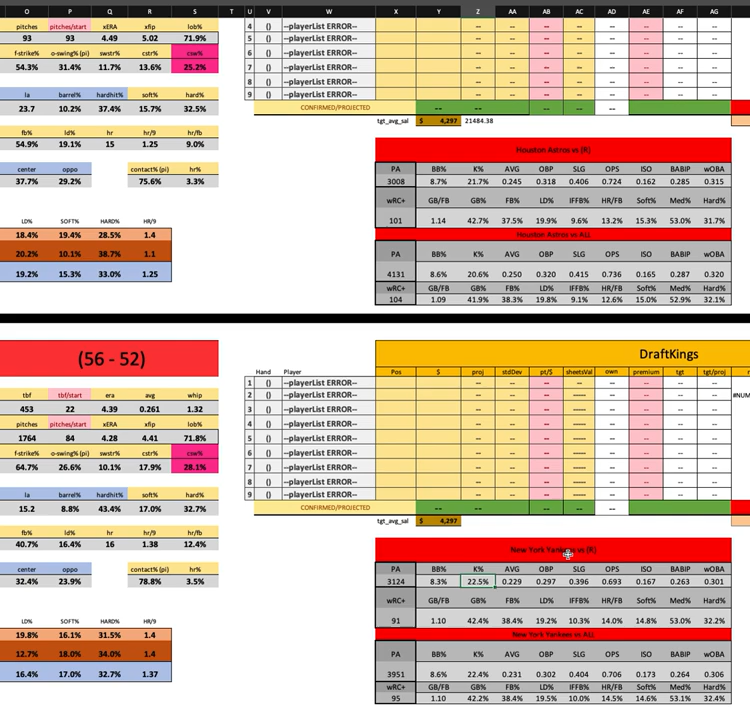 O P Q R S T U V W X Y Z AA AB AC AD AE AF AG
pitches pitches/start xERA xfip lob%
93 93 4.49 5.02 71.9%
f-strike% o-swing% (pi) swstr% cstr% csw%
54.3% 31.4% 11.7% 13.6% 25.2%
la barrel% hardhit% soft% hard%
23.7 10.2% 37.4% 15.7% 32.5%
fb% ld% hr hr/9 hr/fb
54.9% 19.1% 15 1.25 9.0%
center oppo contact% (pi) hr%
37.7% 29.2% 75.6% 3.3%
LD% SOFT% HARD% HR/9
18.4% 19.4% 28.5% 1.4
20.2% 10.1% 38.7% 1.1
19.2% 15.3% 33.0% 1.25
4 () --playerList ERROR-- -- -- -- -- -- -- --
5 () --playerList ERROR-- -- -- -- -- -- -- --
6 () --playerList ERROR-- -- -- -- -- -- -- --
7 () --playerList ERROR-- -- -- -- -- -- -- --
8 () --playerList ERROR-- -- -- -- -- -- -- --
9 () --playerList ERROR-- -- -- -- -- -- -- --
CONFIRMED/PROJECTED -- -- -- -- --
tgt_avg_sal $ 4,297 21484.38
Houston Astros vs (R)
PA BB% K% AVG OBP SLG OPS ISO BABIP wOBA
3008 8.7% 21.7% 0.245 0.318 0.406 0.724 0.162 0.285 0.315
wRC+ GB/FB GB% FB% LD% IFFB% HR/FB Soft% Med% Hard%
101 1.14 42.7% 37.5% 19.9% 9.6% 13.2% 15.3% 53.0% 31.7%
Houston Astros vs ALL
PA BB% K% AVG OBP SLG OPS ISO BABIP wOBA
4131 8.6% 20.6% 0.250 0.320 0.415 0.736 0.165 0.287 0.320
wRC+ GB/FB GB% FB% LD% IFFB% HR/FB Soft% Med% Hard%
104 1.09 41.9% 38.3% 19.8% 9.1% 12.6% 15.0% 52.9% 32.1%
(56 - 52)
tbf tbf/start era avg whip
453 22 4.39 0.261 1.32
pitches pitches/start xERA xfip lob%
1764 84 4.28 4.41 71.8%
f-strike% o-swing% (pi) swstr% cstr% csw%
64.7% 26.6% 10.1% 17.9% 28.1%
la barrel% hardhit% soft% hard%
15.2 8.8% 43.4% 17.0% 32.7%
fb% ld% hr hr/9 hr/fb
40.7% 16.4% 16 1.38 12.4%
center oppo contact% (pi) hr%
32.4% 23.9% 78.8% 3.5%
LD% SOFT% HARD% HR/9
19.8% 16.1% 31.5% 1.4
12.7% 18.0% 34.0% 1.4
16.4% 17.0% 32.7% 1.37
DraftKings
Hand Player Pos $ proj stdDev pt/$ sheetsVal own premium tgt tgt/proj
1 () --playerList ERROR-- -- -- -- -- -- -- --
2 () --playerList ERROR-- -- -- -- ----- -- -- -- #NUM
3 () --playerList ERROR-- -- -- -- ----- -- -- --
4 () --playerList ERROR-- -- -- -- ----- -- -- --
5 () --playerList ERROR-- -- -- -- ----- -- -- --
6 () --playerList ERROR-- -- -- -- ----- -- -- --
7 () --playerList ERROR-- -- -- -- ----- -- -- --
8 () --playerList ERROR-- -- -- -- ----- -- -- --
9 () --playerList ERROR-- -- -- -- ----- -- -- --
CONFIRMED/PROJECTED -- -- -- -- --
tgt_avg_sal $ 4,297
New York Yankees vs (R)
PA BB% K% AVG OBP SLG OPS ISO BABIP wOBA
3124 8.3% 22.5% 0.229 0.297 0.396 0.693 0.167 0.263 0.301
wRC+ GB/FB GB% FB% LD% IFFB% HR/FB Soft% Med% Hard%
91 1.10 42.4% 38.4% 19.2% 10.3% 14.0% 14.8% 53.0% 32.2%
New York Yankees vs ALL
PA BB% K% AVG OBP SLG OPS ISO BABIP wOBA
3951 8.6% 22.4% 0.231 0.302 0.404 0.706 0.173 0.264 0.306
wRC+ GB/FB GB% FB% LD% IFFB% HR/FB Soft% Med% Hard%
95 1.10 42.2% 38.4% 19.5% 10.0% 14.5% 14.6% 53.1% 32.4%